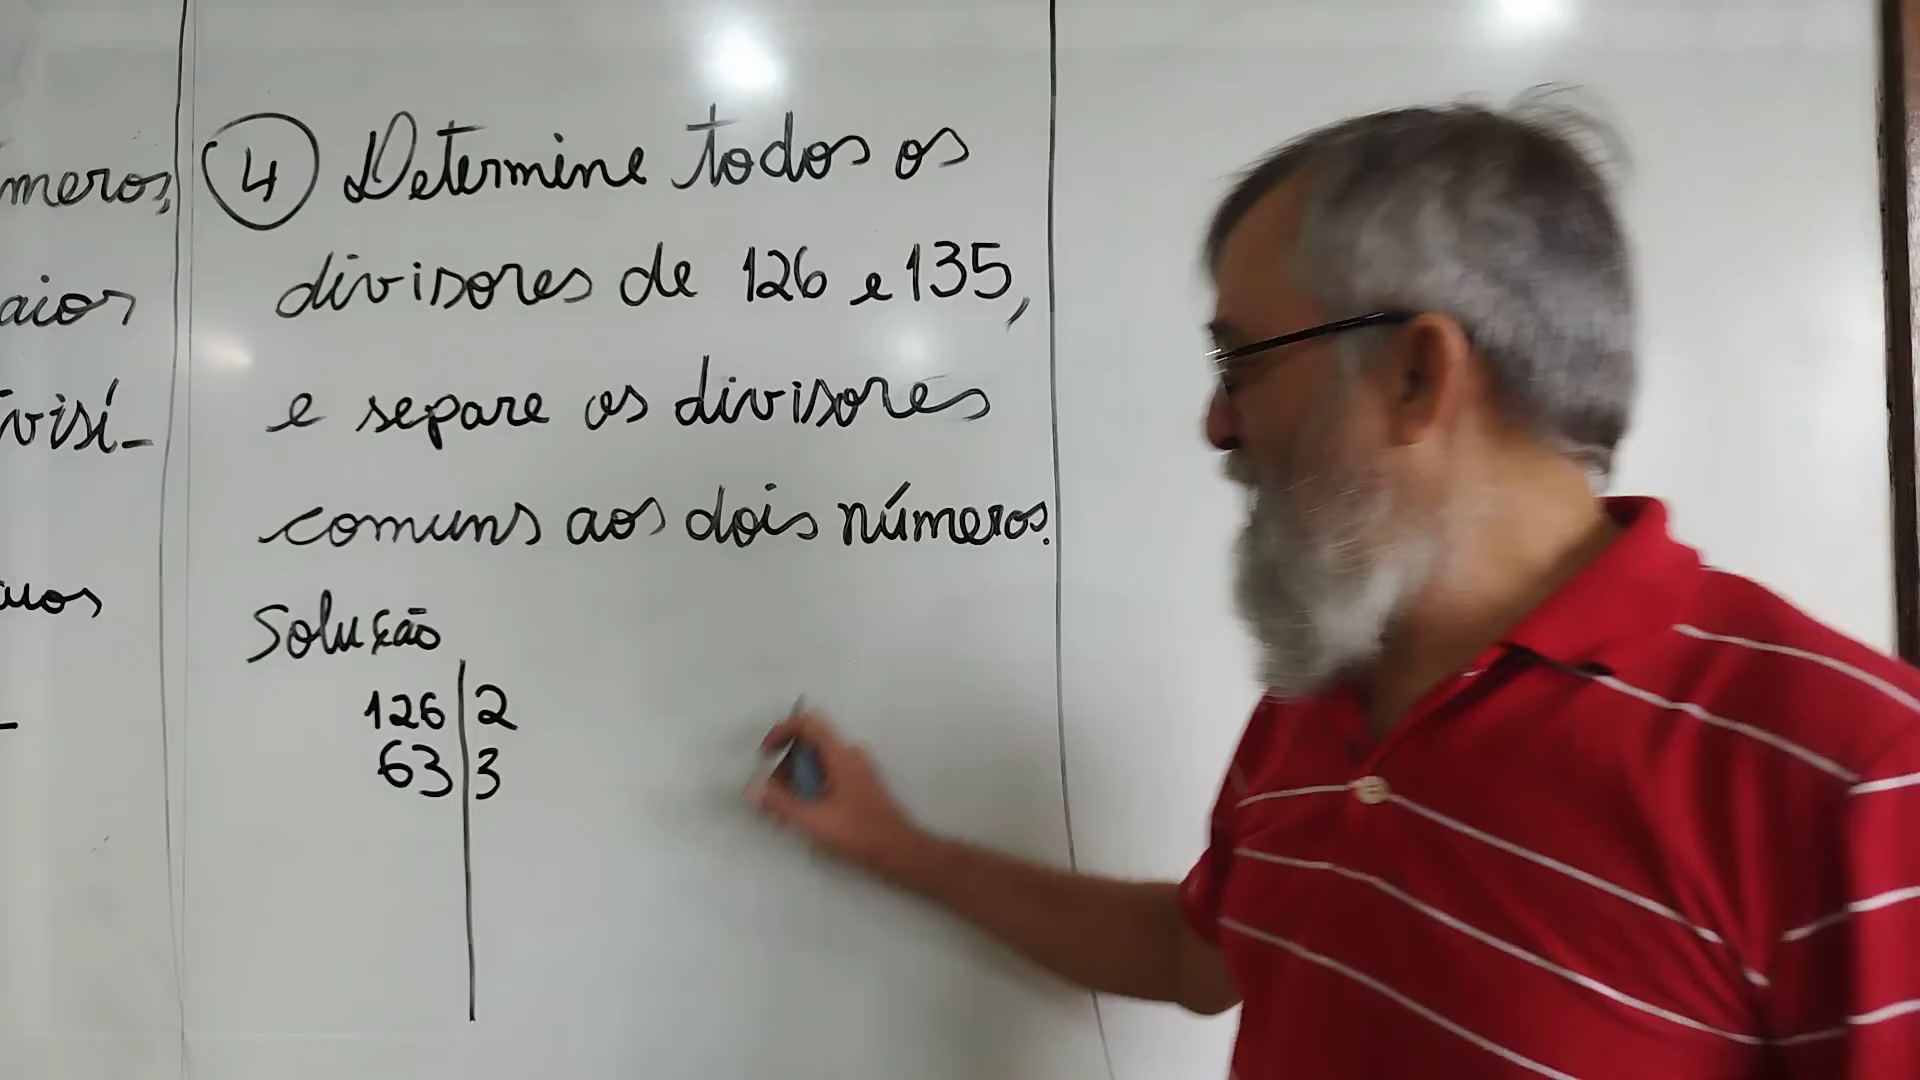 meros,
aior
visí-
④ Determine todos os
divisores de 126 e 135,
e separe os divisores
comuns aos dois números.
Solução
126 | 2
63 | 3